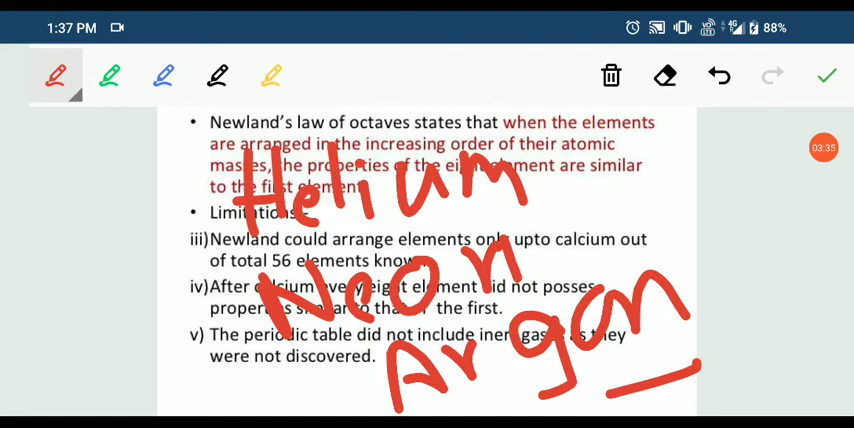 1:37 PM
VO LTE 4G 88%
• Newland's law of octaves states that when the elements
are arranged in the increasing order of their atomic
03:35
masses, the properties of the eight element are similar
to the first element
Helium
• Limitations:-
iii)Newland could arrange elements only upto calcium out
of total 56 elements known.
Neon
iv)After calcium every eight element did not posses
properties similar to that of the first.
Argon
v) The periodic table did not include inert gases as they
were not discovered.